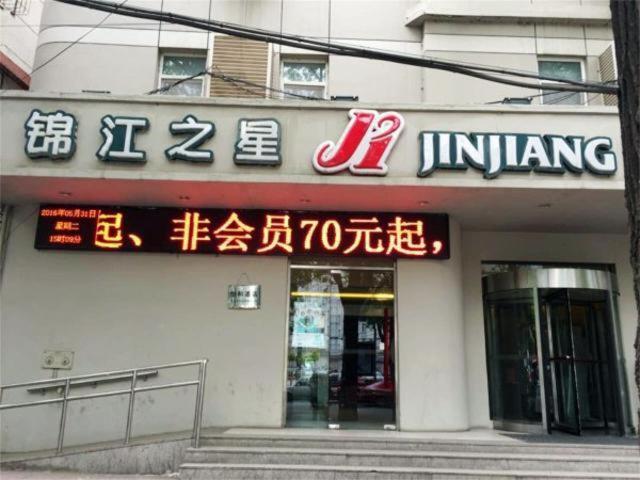 锦江之星 JINJIANG
2016年05月31日
星期二
15时09分
起、非会员70元起，